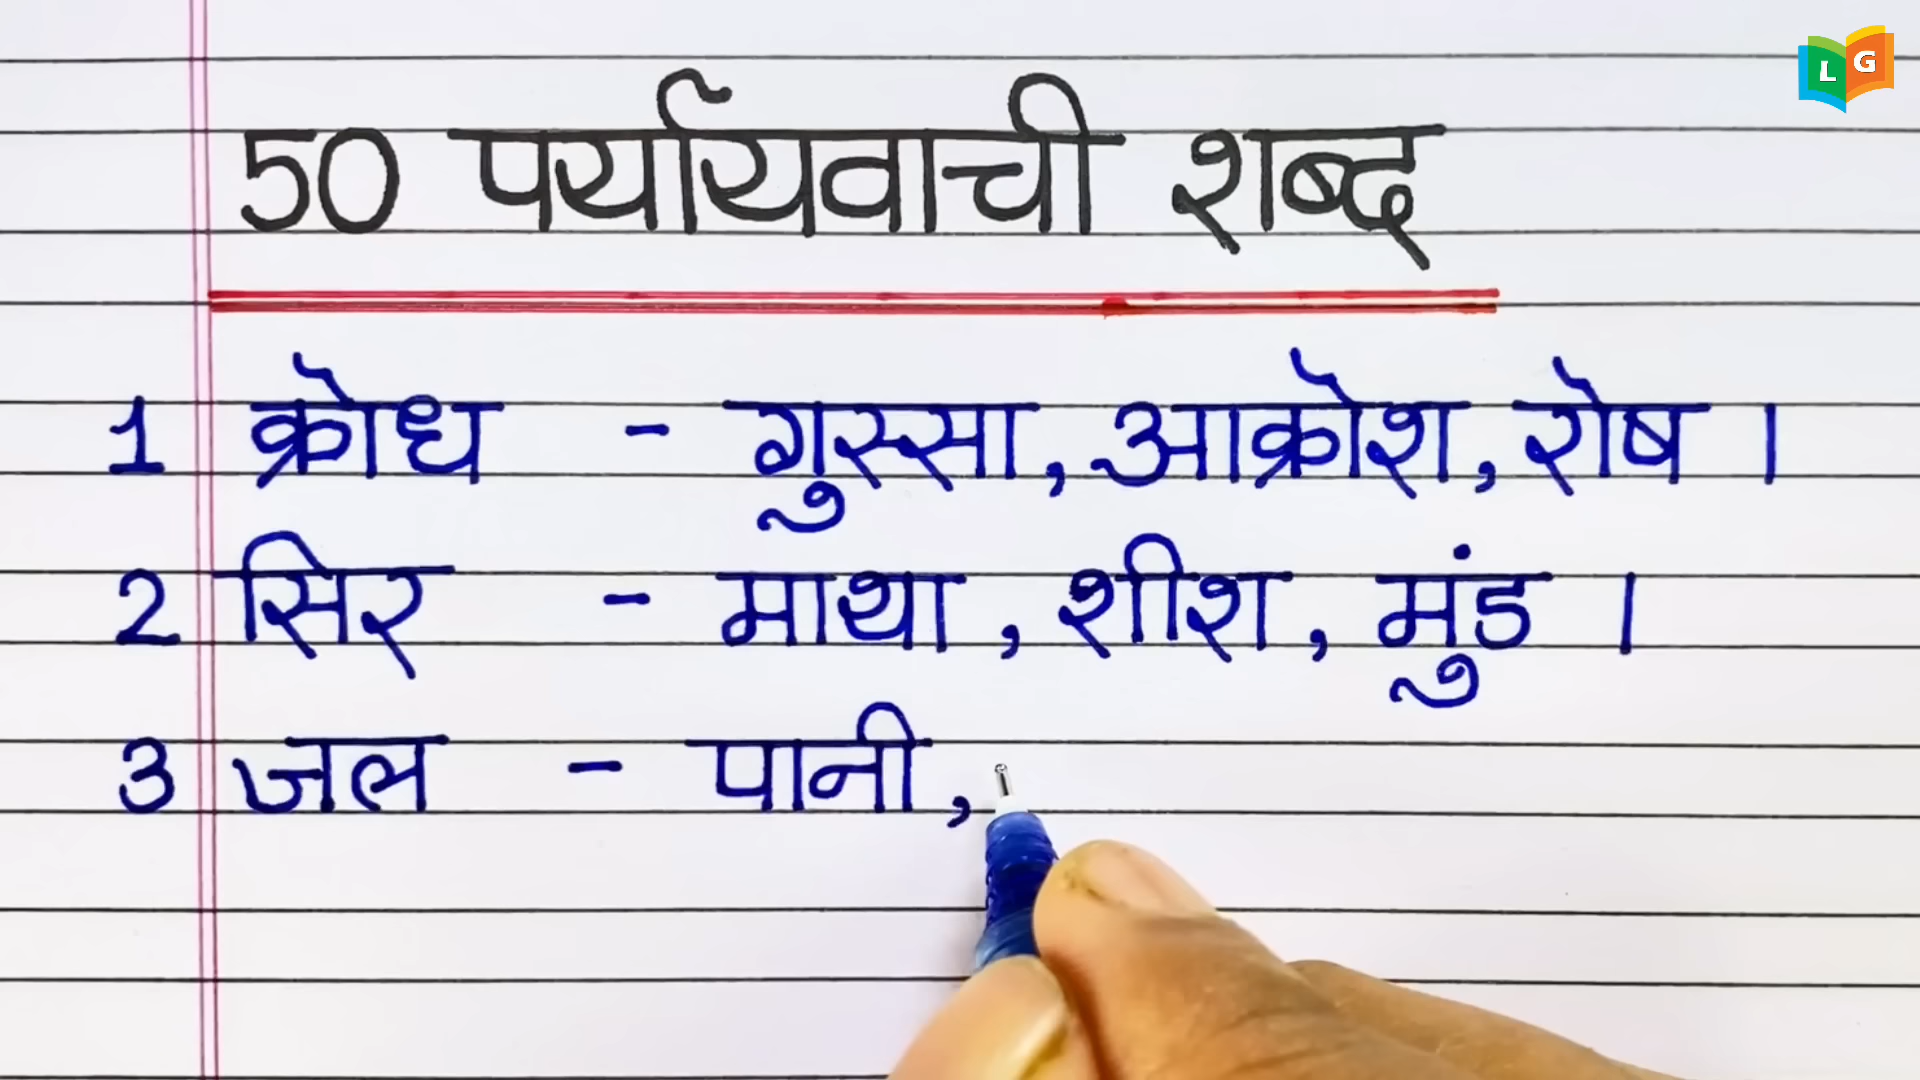 L G
50 पर्यायवाची शब्द
1 क्रोध - गुस्सा, आक्रोश, रोष ।
2 सिर - माथा, शीश, मुंड ।
3 जल - पानी,